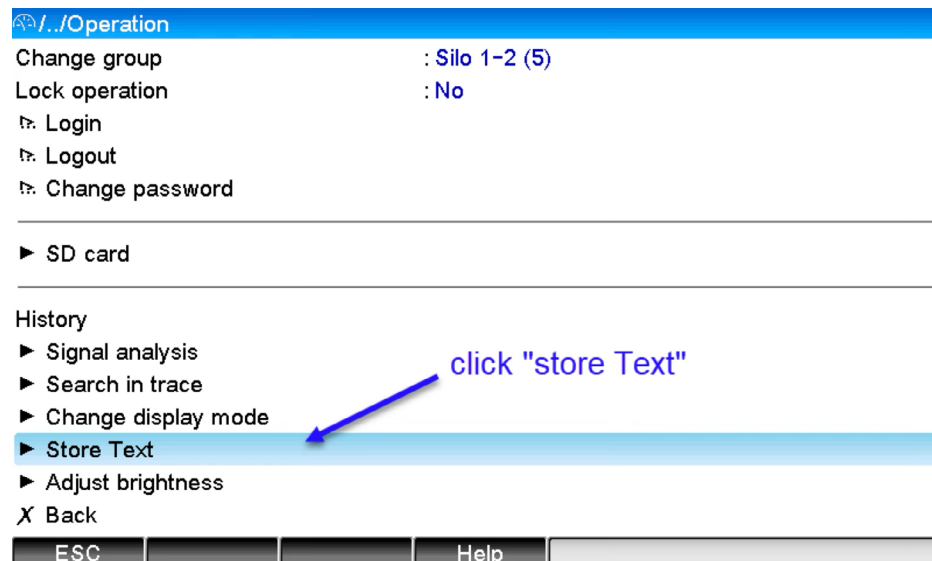 /../Operation
Change group : Silo 1-2 (5)
Lock operation : No
Login
Logout
Change password
SD card
History
Signal analysis
click "store Text"
Search in trace
Change display mode
Store Text
Adjust brightness
X Back
ESC Help